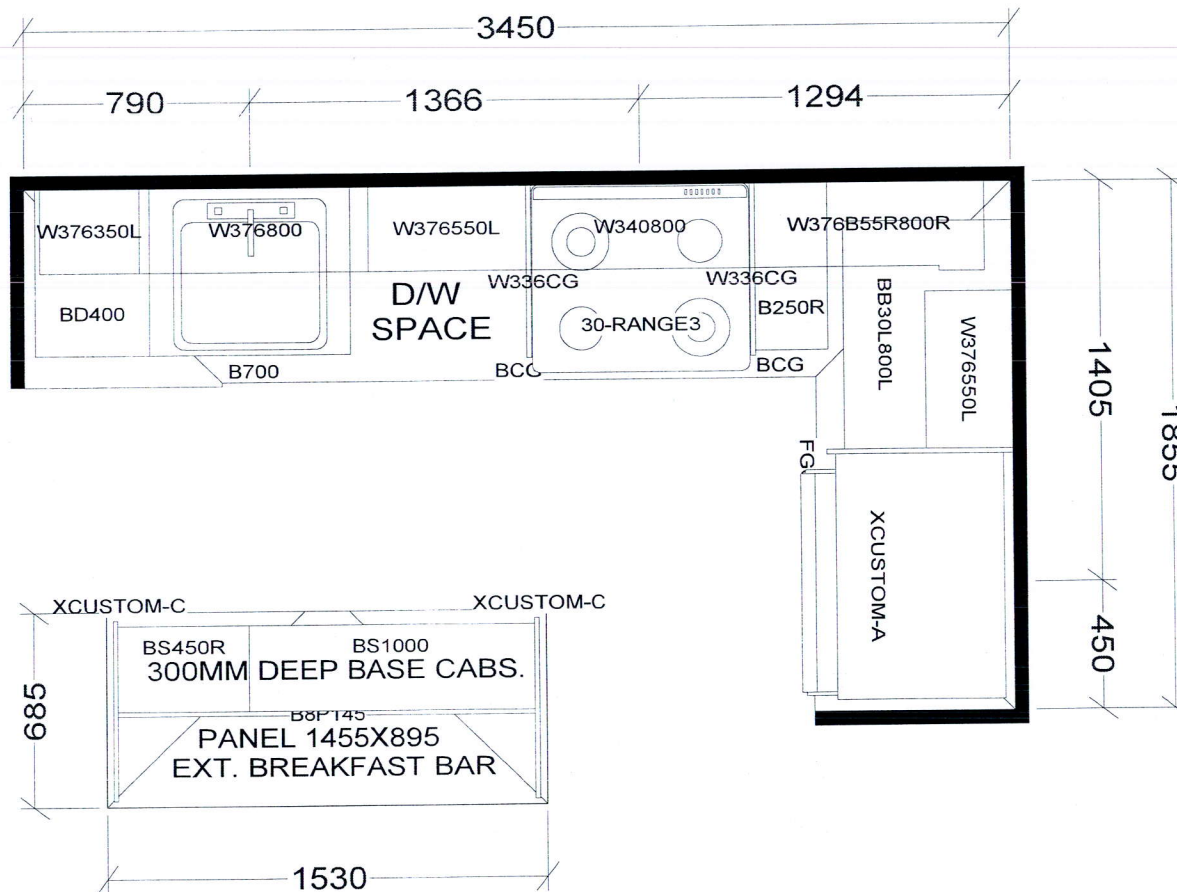 3450
790
1366
1294
W376350L
W376800
W376550L
W340800
W376B55R800R
W336CG
W336CG
BD400
D/W
SPACE
30-RANGE3
B250R
BB30L800L
W376550L
B700
BCG
BCG
1405
1855
FG
XCUSTOM-A
450
XCUSTOM-C
XCUSTOM-C
BS450R
BS1000
300MM DEEP BASE CABS.
685
B8P145
PANEL 1455X895
EXT. BREAKFAST BAR
1530